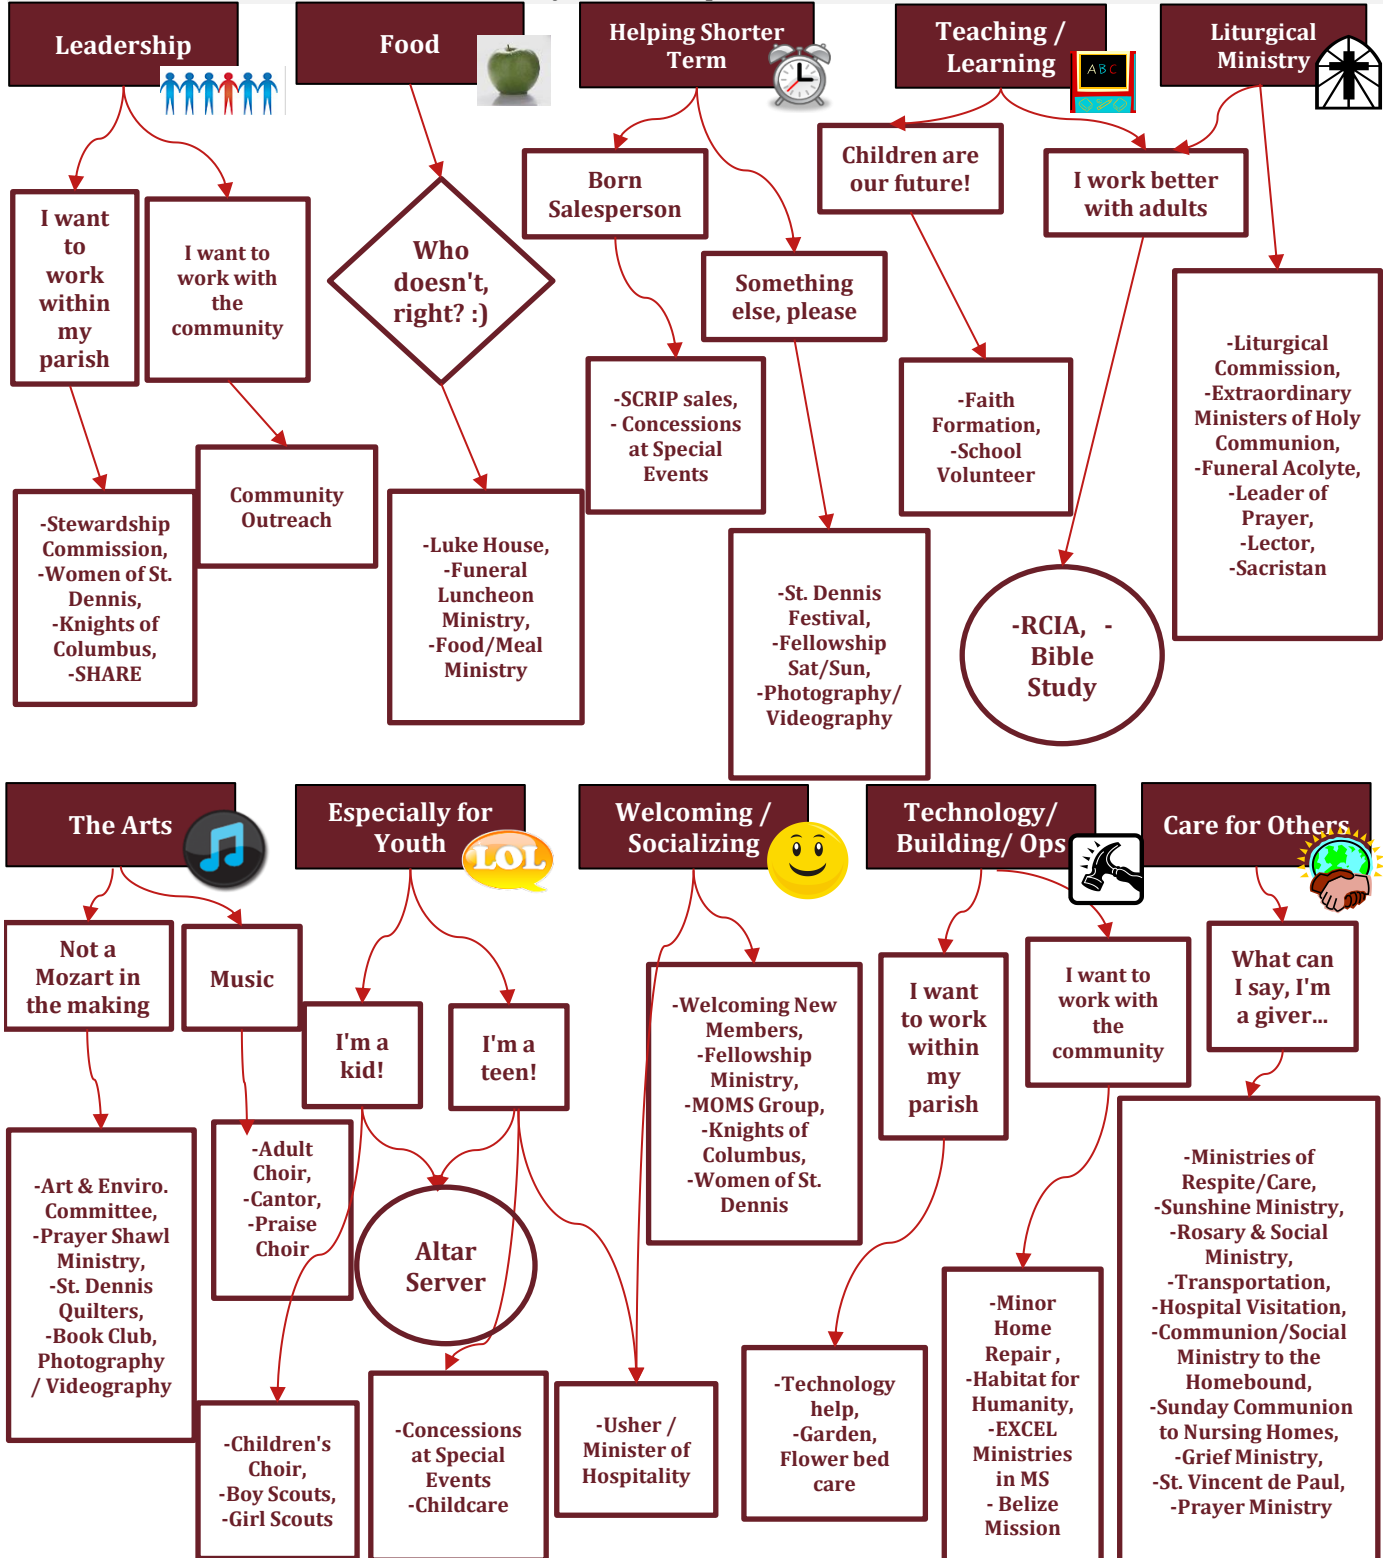 Leadership
Food
Helping Shorter
Term
Teaching /
Learning
ABC
Liturgical
Ministry
I want
to
work
within
my
parish
I want to
work with
the
community
Who
doesn't,
right? :)
Born
Salesperson
Something
else, please
Children are
our future!
I work better
with adults
-Stewardship
Commission,
-Women of St.
Dennis,
-Knights of
Columbus,
-SHARE
Community
Outreach
-Luke House,
-Funeral
Luncheon
Ministry,
-Food/Meal
Ministry
-SCRIP sales,
- Concessions
at Special
Events
-St. Dennis
Festival,
-Fellowship
Sat/Sun,
-Photography/
Videography
-Faith
Formation,
-School
Volunteer
-RCIA, -
Bible
Study
-Liturgical
Commission,
-Extraordinary
Ministers of Holy
Communion,
-Funeral Acolyte,
-Leader of
Prayer,
-Lector,
-Sacristan
The Arts
Especially for
Youth
LOL
Welcoming /
Socializing
Technology/
Building/ Ops
Care for Others
Not a
Mozart in
the making
Music
I'm a
kid!
I'm a
teen!
-Welcoming New
Members,
-Fellowship
Ministry,
-MOMS Group,
-Knights of
Columbus,
-Women of St.
Dennis
I want
to work
within
my
parish
I want to
work with
the
community
What can
I say, I'm
a giver...
-Art & Enviro.
Committee,
-Prayer Shawl
Ministry,
-St. Dennis
Quilters,
-Book Club,
Photography
/ Videography
-Adult
Choir,
-Cantor,
-Praise
Choir
Altar
Server
-Children's
Choir,
-Boy Scouts,
-Girl Scouts
-Concessions
at Special
Events
-Childcare
-Usher /
Minister of
Hospitality
-Technology
help,
-Garden,
Flower bed
care
-Minor
Home
Repair ,
-Habitat for
Humanity,
-EXCEL
Ministries
in MS
- Belize
Mission
-Ministries of
Respite/Care,
-Sunshine Ministry,
-Rosary & Social
Ministry,
-Transportation,
-Hospital Visitation,
-Communion/Social
Ministry to the
Homebound,
-Sunday Communion
to Nursing Homes,
-Grief Ministry,
-St. Vincent de Paul,
-Prayer Ministry